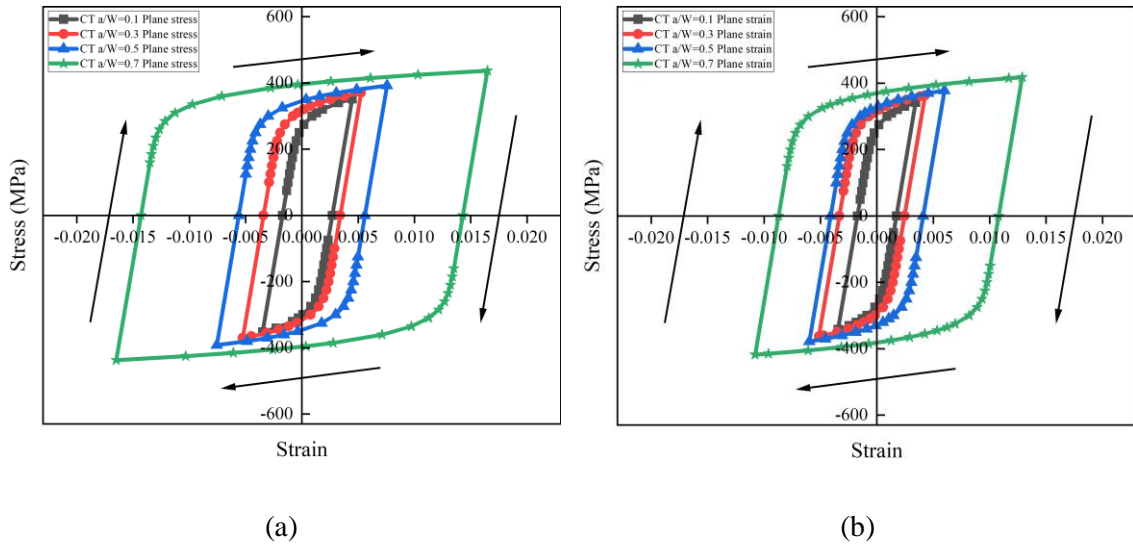 CT a/W=0.1 Plane stress
CT a/W=0.3 Plane stress
CT a/W=0.5 Plane stress
CT a/W=0.7 Plane stress
600
400
200
0
-200
-400
-600
-0.020 -0.015 -0.010 -0.005 0.000 0.005 0.010 0.015 0.020
Stress (MPa)
Strain
(a)
CT a/W=0.1 Plane strain
CT a/W=0.3 Plane strain
CT a/W=0.5 Plane strain
CT a/W=0.7 Plane strain
600
400
200
0
-200
-400
-600
-0.020 -0.015 -0.010 -0.005 0.000 0.005 0.010 0.015 0.020
Stress (MPa)
Strain
(b)